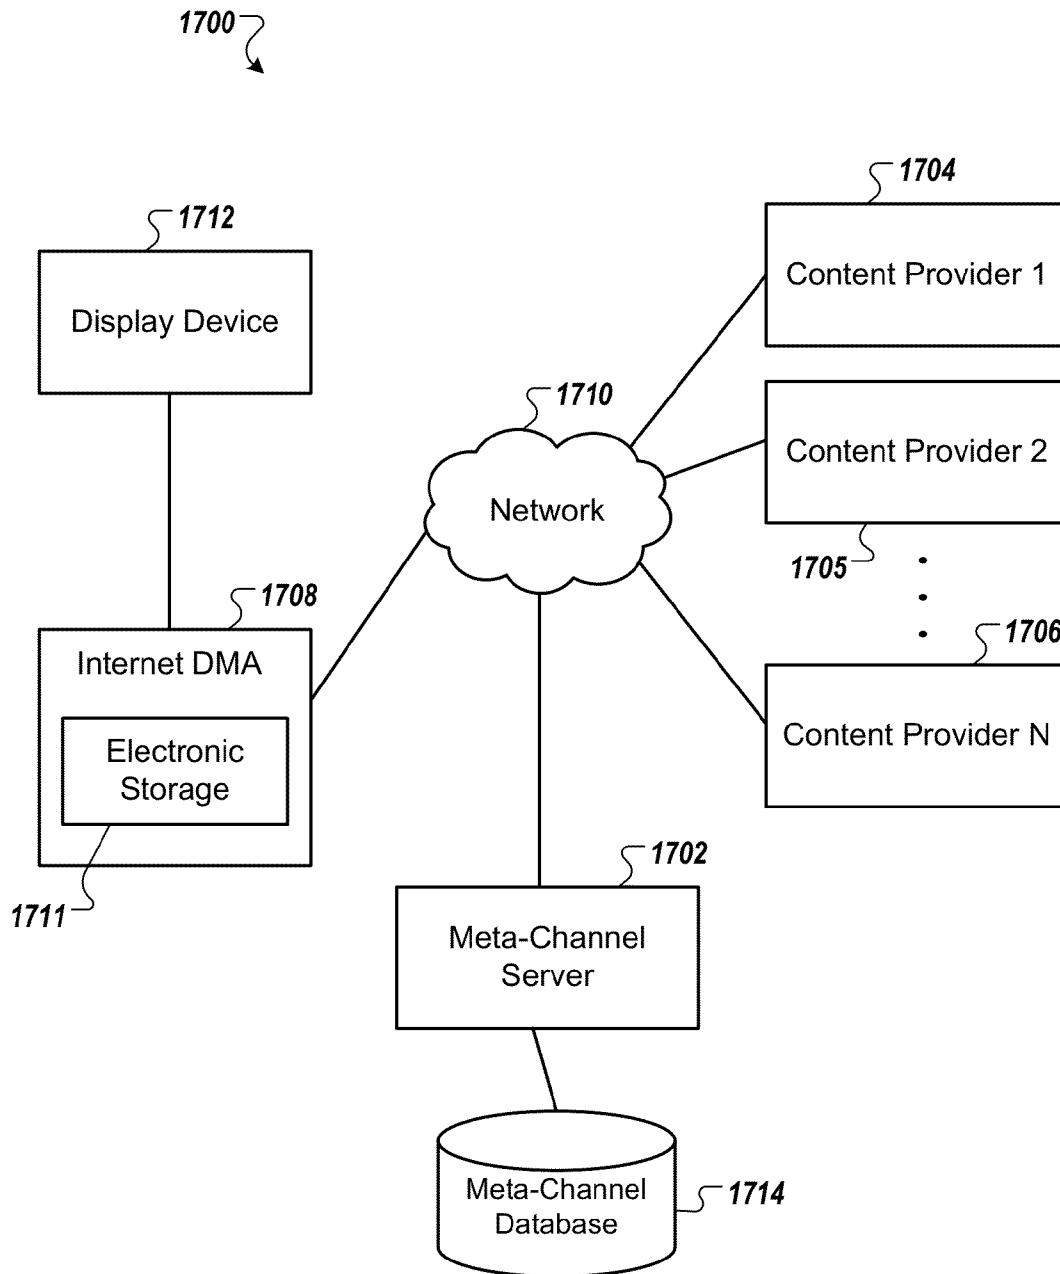 1700
1704
Content Provider 1
1712
Display Device
1710
Content Provider 2
Network
1705
1708
1706
Internet DMA
Electronic
Storage
Content Provider N
1711
1702
Meta-Channel
Server
Meta-Channel
Database
1714